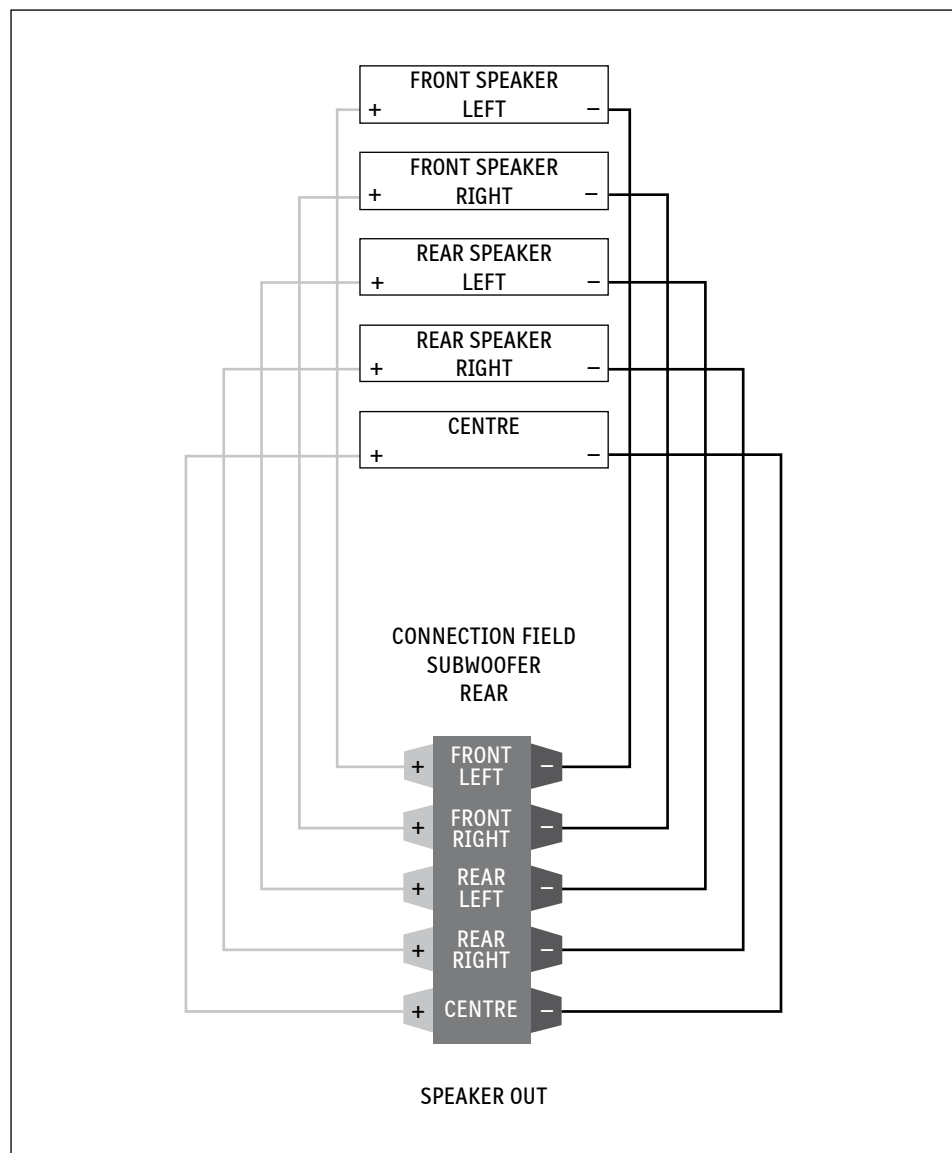 FRONT SPEAKER
LEFT
+ –
FRONT SPEAKER
RIGHT
+ –
REAR SPEAKER
LEFT
+ –
REAR SPEAKER
RIGHT
+ –
CENTRE
+ –
CONNECTION FIELD
SUBWOOFER
REAR
FRONT
LEFT
+ –
FRONT
RIGHT
+ –
REAR
LEFT
+ –
REAR
RIGHT
+ –
+ CENTRE –
SPEAKER OUT